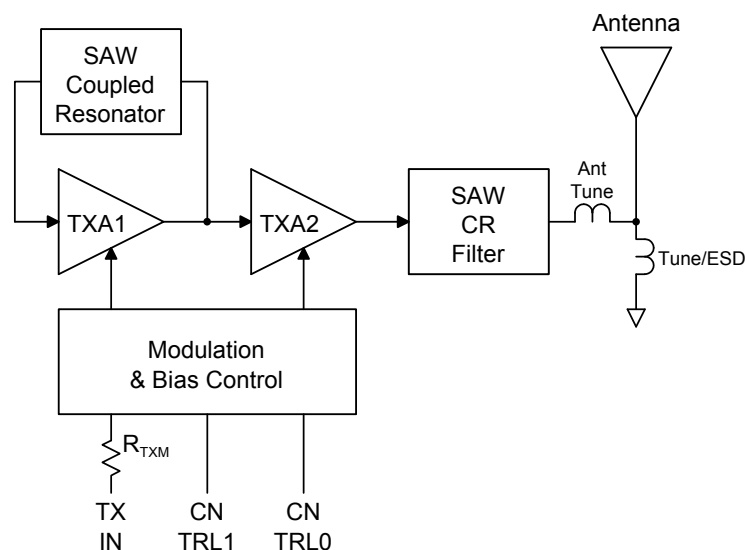 Antenna
SAW
Coupled
Resonator
TXA1
TXA2
SAW
CR
Filter
Ant
Tune
Tune/ESD
Modulation
& Bias Control
RTXM
TX
IN
CN
TRL1
CN
TRL0